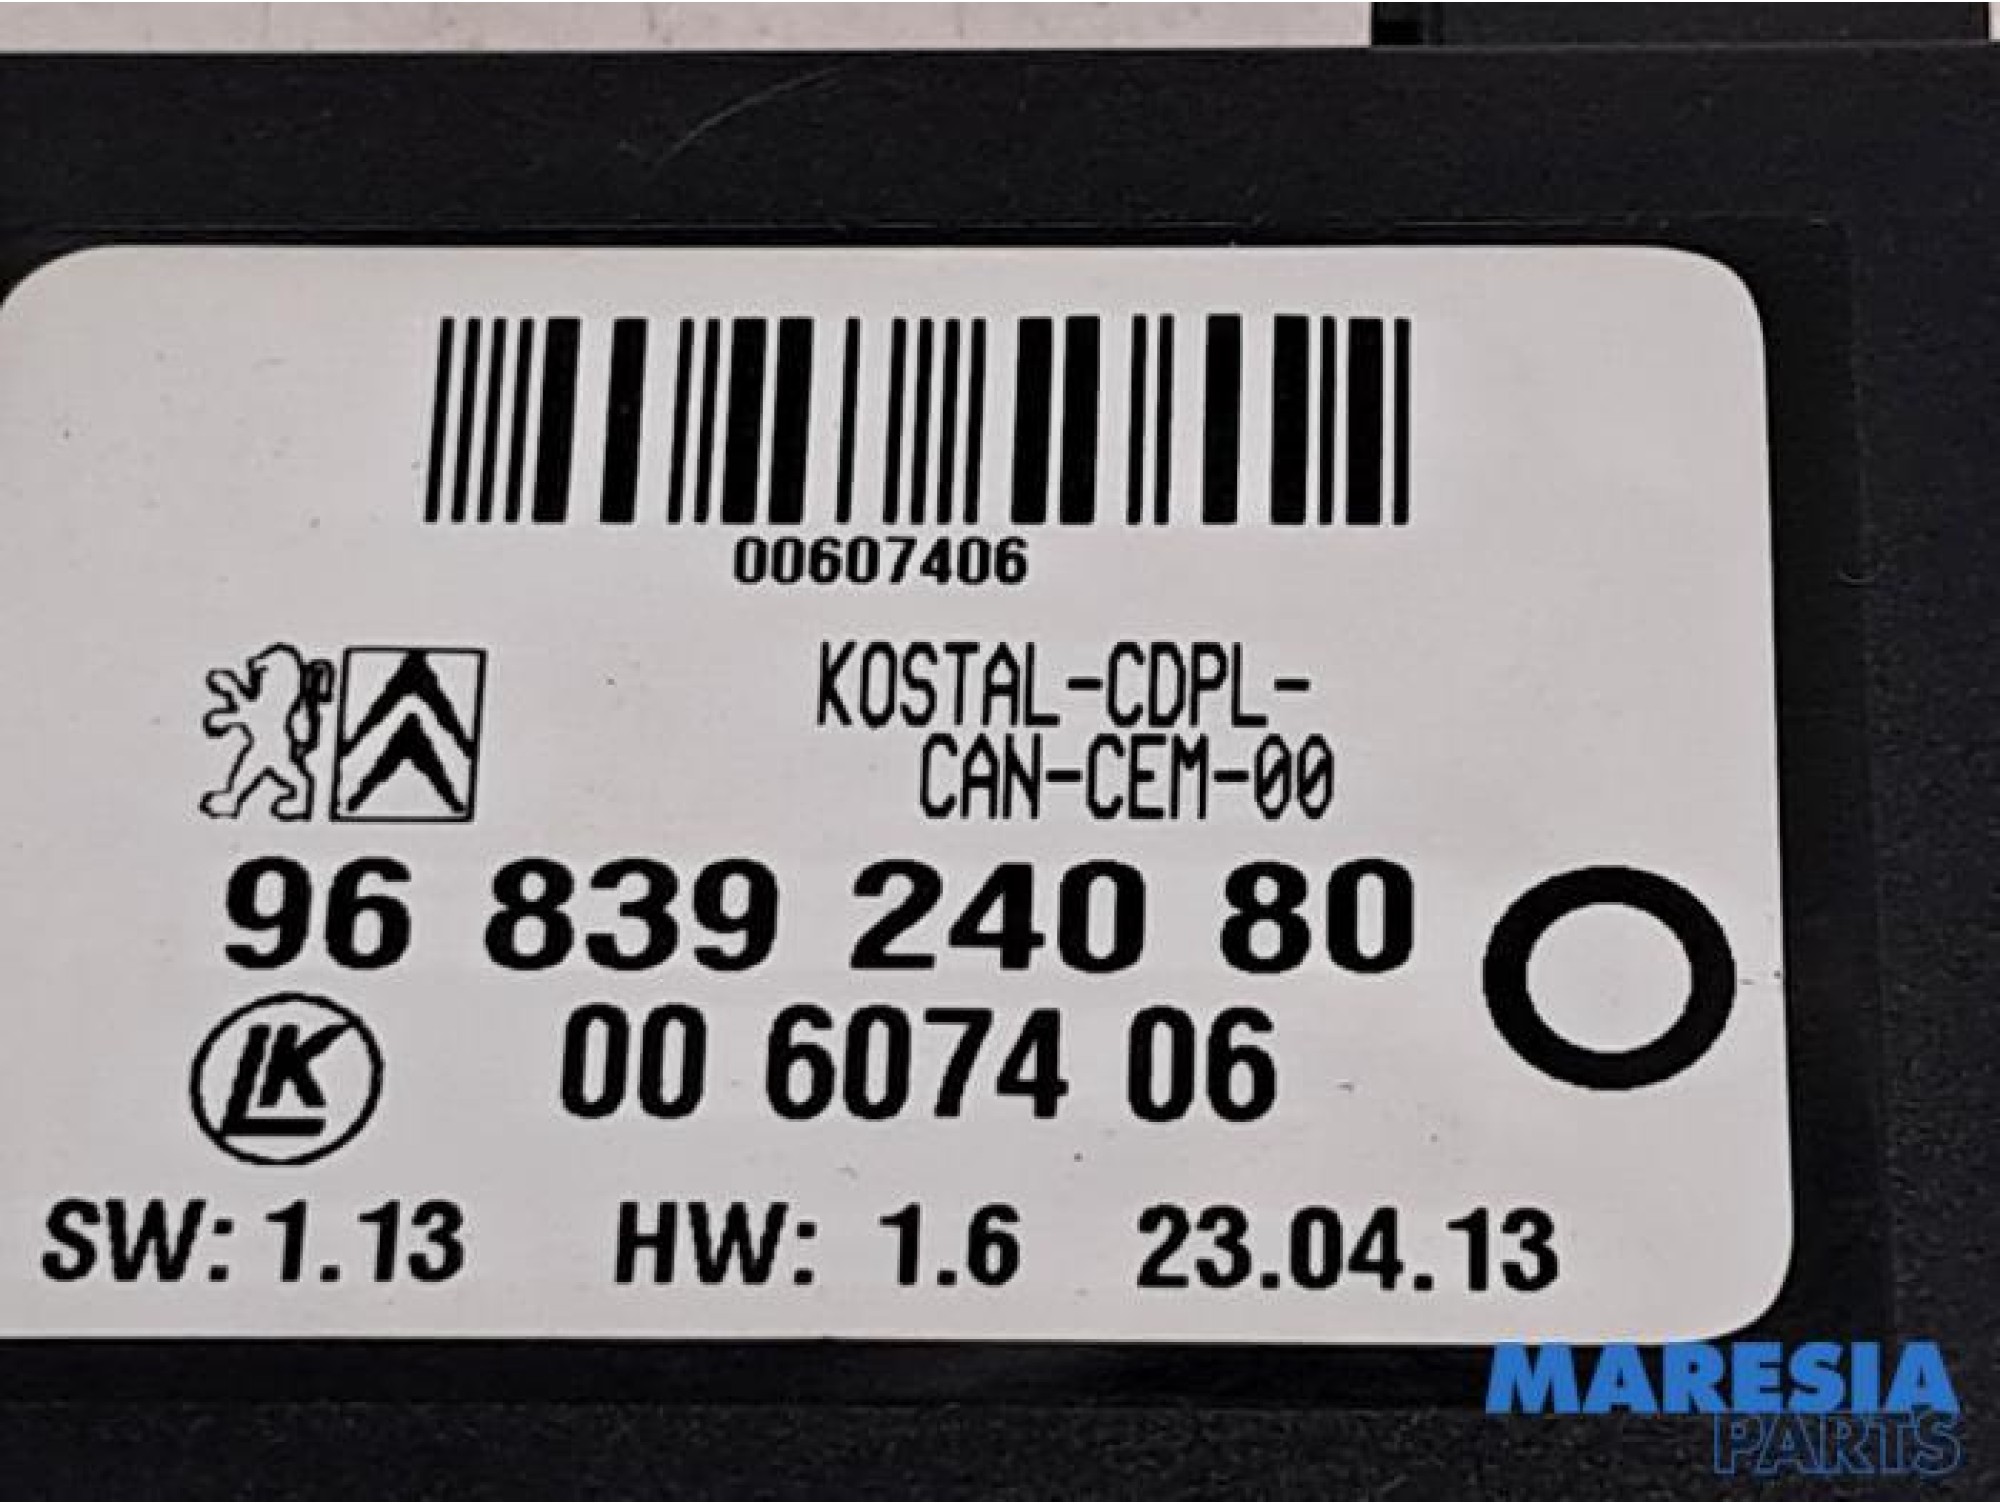 00607406
KOSTAL-CDPL-
CAN-CEM-00
96 839 240 80
LK
00 6074 06
SW: 1.13 HW: 1.6 23.04.13
MARESIA
PARTS